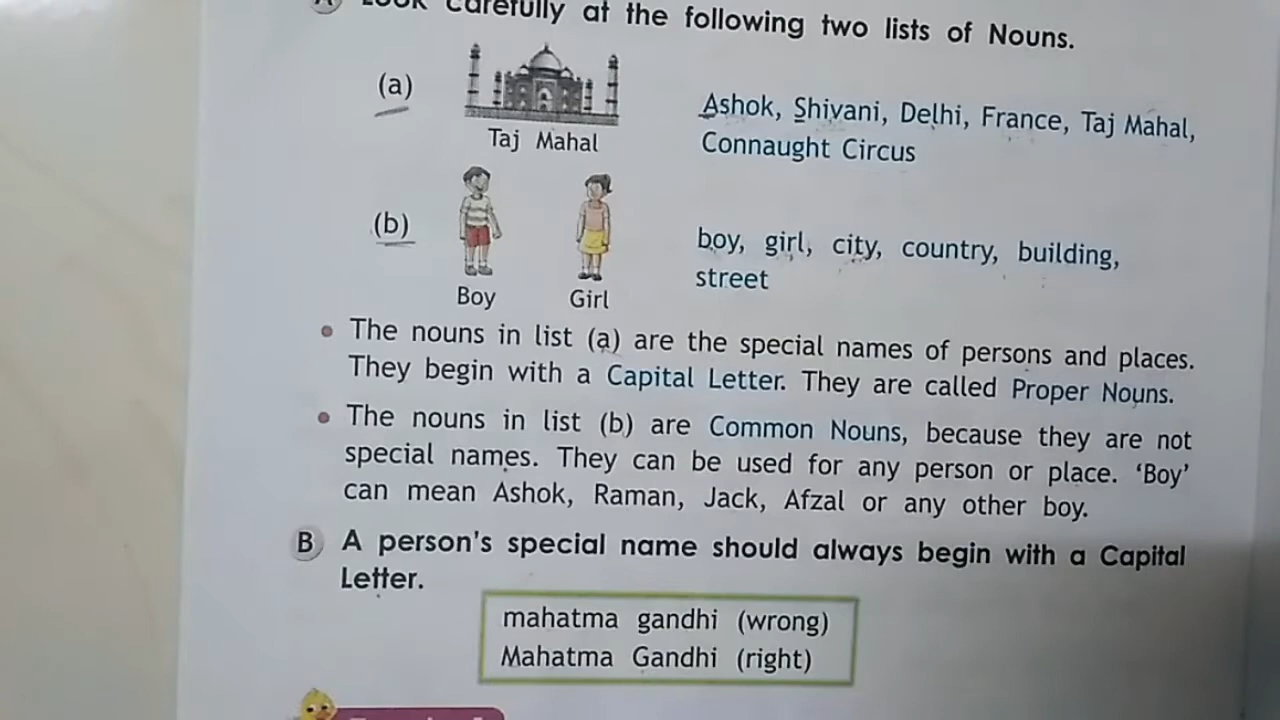 A Look carefully at the following two lists of Nouns.
(a)
Taj Mahal
Ashok, Shivani, Delhi, France, Taj Mahal,
Connaught Circus
(b)
Boy Girl
boy, girl, city, country, building,
street
• The nouns in list (a) are the special names of persons and places.
They begin with a Capital Letter. They are called Proper Nouns.
• The nouns in list (b) are Common Nouns, because they are not
special names. They can be used for any person or place. ‘Boy’
can mean Ashok, Raman, Jack, Afzal or any other boy.
B A person's special name should always begin with a Capital
Letter.
mahatma gandhi (wrong)
Mahatma Gandhi (right)